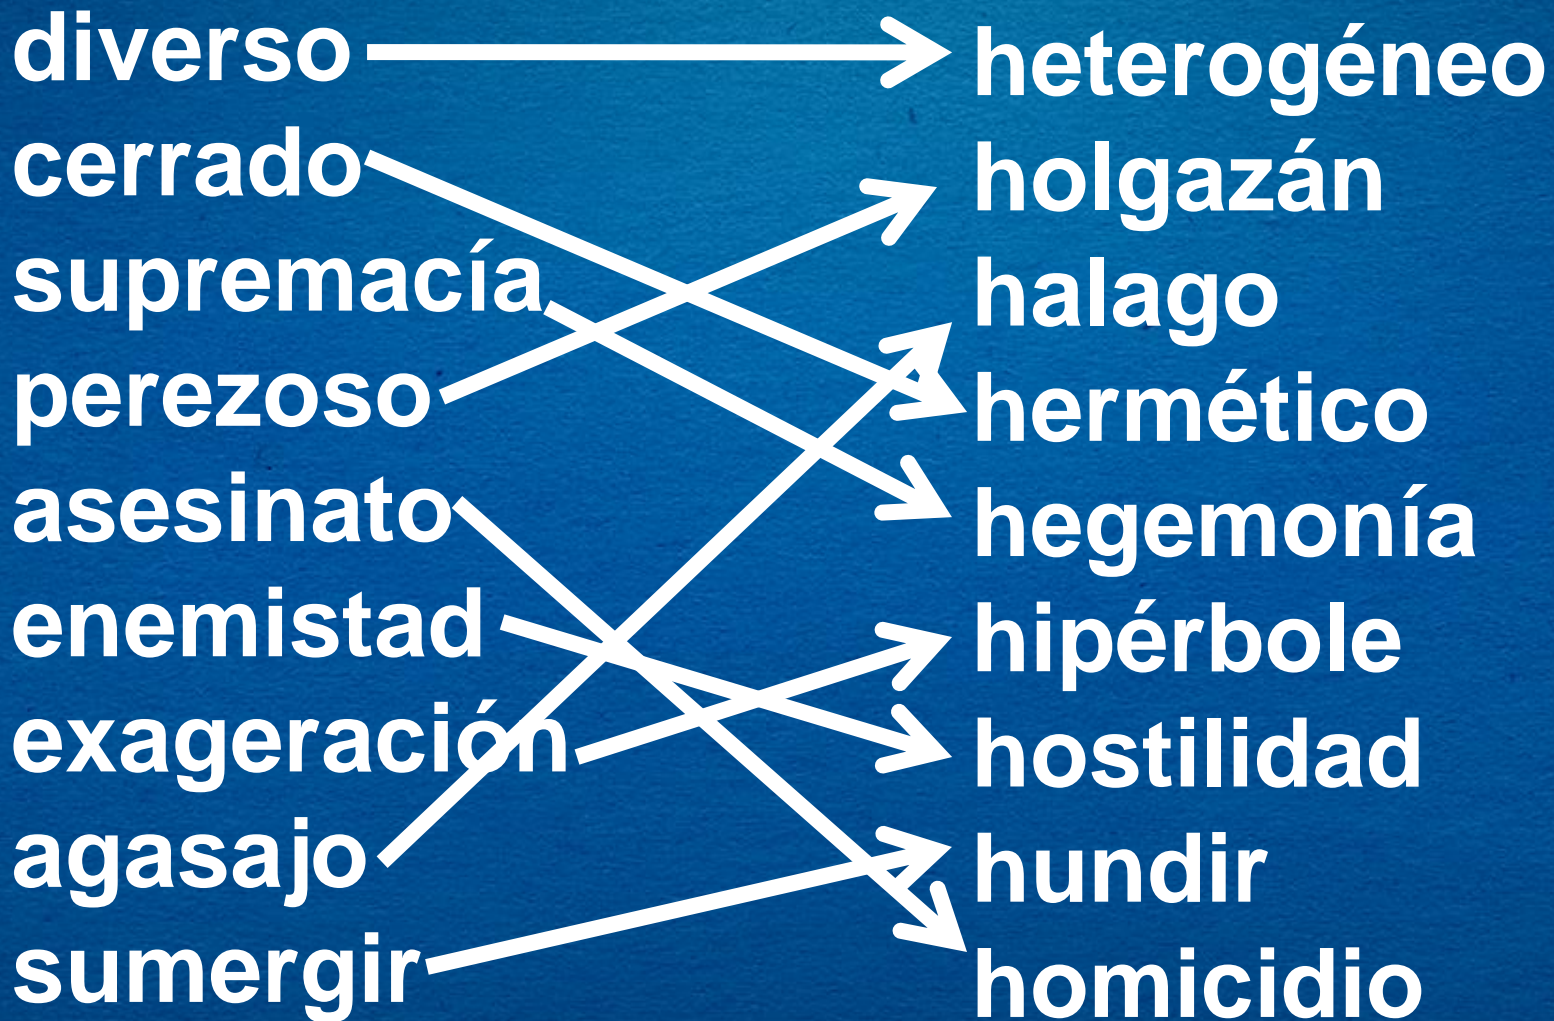 diverso
cerrado
supremacía
perezoso
asesinato
enemistad
exageración
agasajo
sumergir
heterogéneo
holgazán
halago
hermético
hegemonía
hipérbole
hostilidad
hundir
homicidio